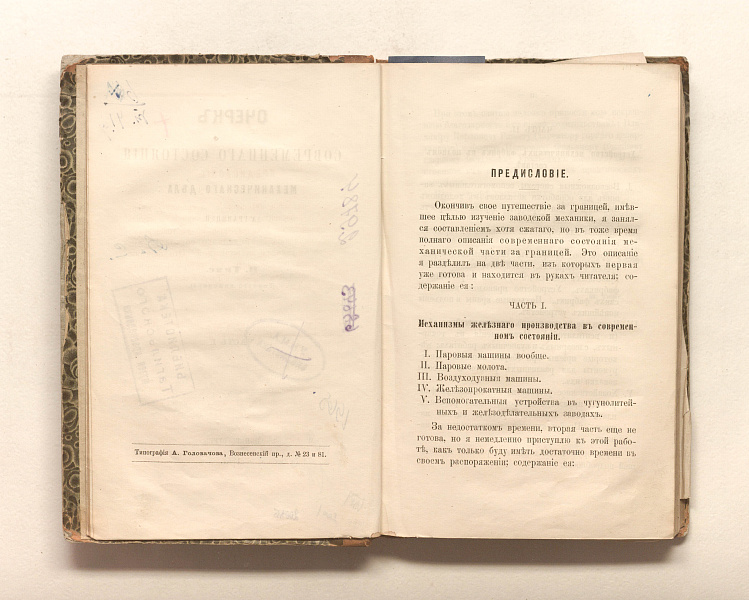 ОЧЕРКЪ
СОВРЕМЕННАГО СОСТОЯНІЯ
МЕХАНИЧЕСКАГО ДѢЛА
Типографія А. Головачова, Вознесенскій пр., д. № 23 и 81.
ПРЕДИСЛОВІЕ.
Окончивъ свое путешествіе за границей, имѣв-
шее цѣлью изученіе заводской механики, я занял-
ся составленіемъ хотя сжатаго, но въ тоже время
полнаго описанія современнаго состоянія ме-
ханической части за границей. Это описаніе
я раздѣлилъ на двѣ части, изъ которыхъ первая
уже готова и находится въ рукахъ читателя; со-
держаніе ея:
ЧАСТЬ I.
Механизмы желѣзнаго производства въ современ-
номъ состояніи.
I. Паровыя машины вообще.
II. Паровые молота.
III. Воздуходувныя машины.
IV. Желѣзопрокатныя машины.
V. Вспомогательныя устройства въ чугунолитей-
ныхъ и желѣзодѣлательныхъ заводахъ.
За недостаткомъ времени, вторая часть еще не
готова, но я немедленно приступлю къ этой рабо-
тѣ, какъ только буду имѣть достаточно времени въ
своемъ распоряженіи; содержаніе ея: